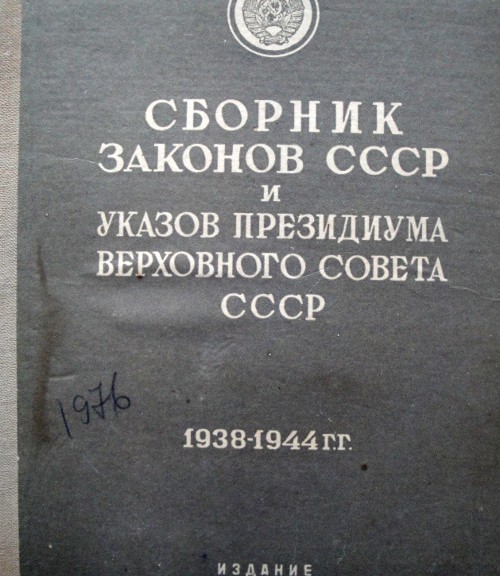 СБОРНИК
ЗАКОНОВ СССР
и
УКАЗОВ ПРЕЗИДИУМА
ВЕРХОВНОГО СОВЕТА
СССР
1976
1938-1944 Г.Г.
ИЗДАНИЕ